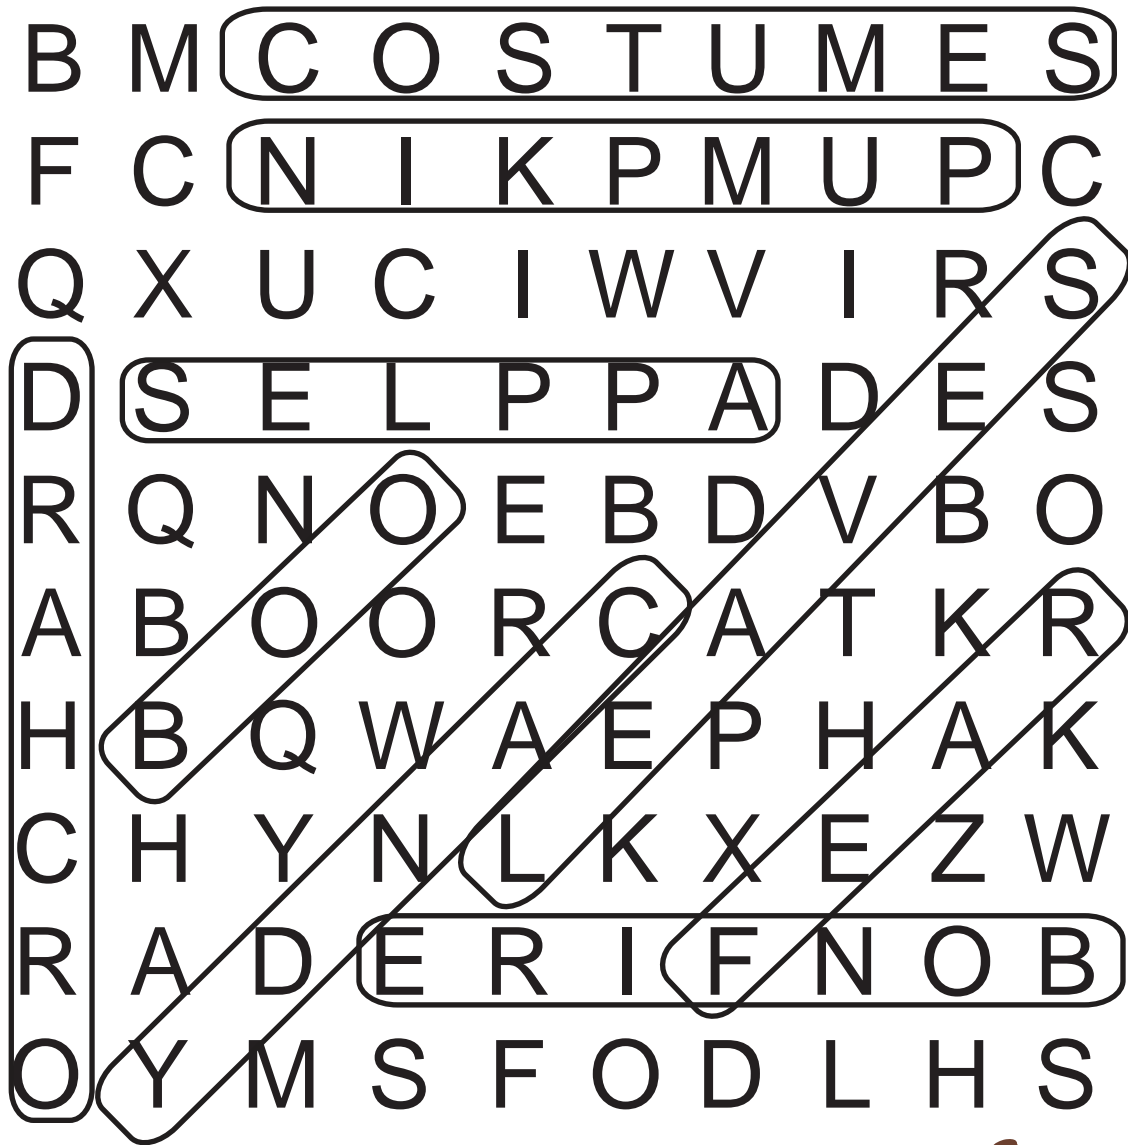 B M C O S T U M E S
F C N I K P M U P C
Q X U C I W V I R S
D S E L P P A D E S
R Q N O E B D V B O
A B O O R C A T K R
H B Q W A E P H A K
C H Y N L K X E Z W
R A D E R I F N O B
O Y M S F O D L H S